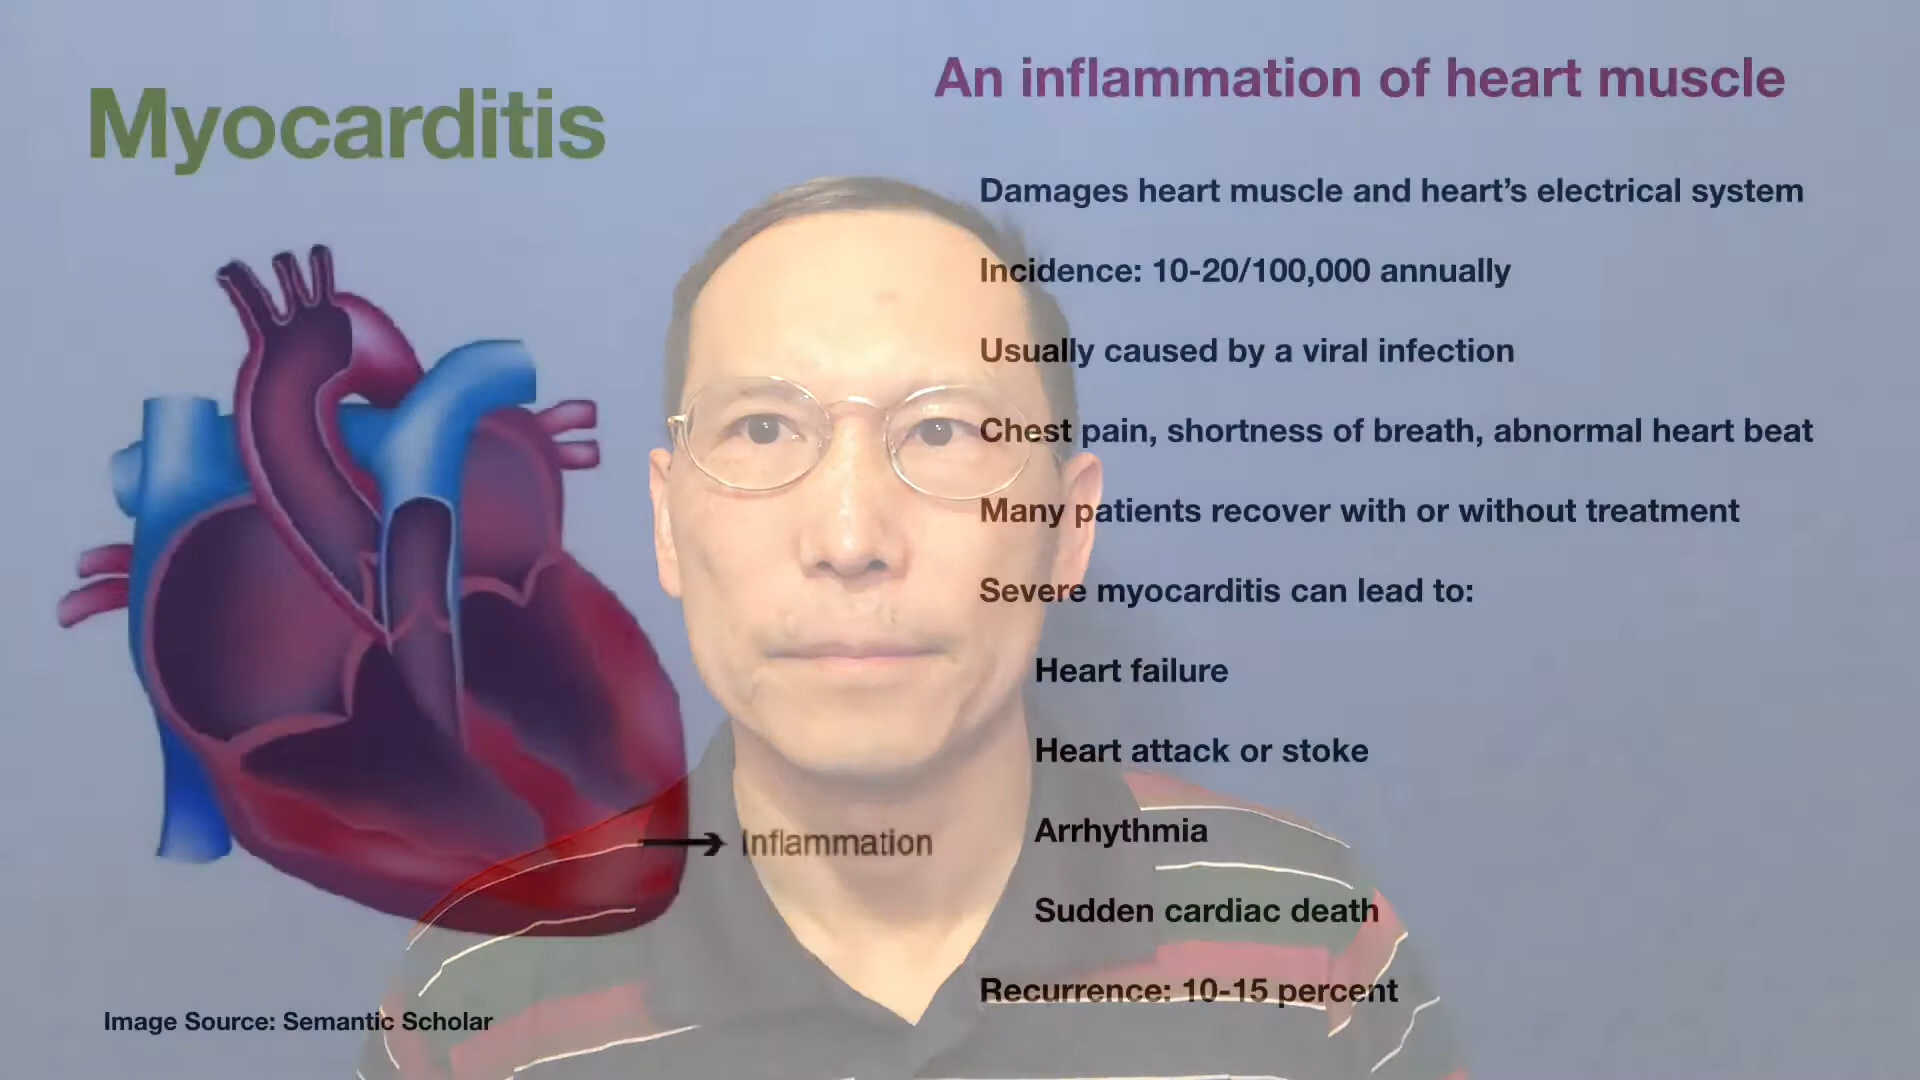 Myocarditis
An inflammation of heart muscle
Damages heart muscle and heart’s electrical system
Incidence: 10-20/100,000 annually
Usually caused by a viral infection
Chest pain, shortness of breath, abnormal heart beat
Many patients recover with or without treatment
Severe myocarditis can lead to:
Heart failure
Heart attack or stoke
Arrhythmia
Sudden cardiac death
Recurrence: 10-15 percent
Inflammation
Image Source: Semantic Scholar